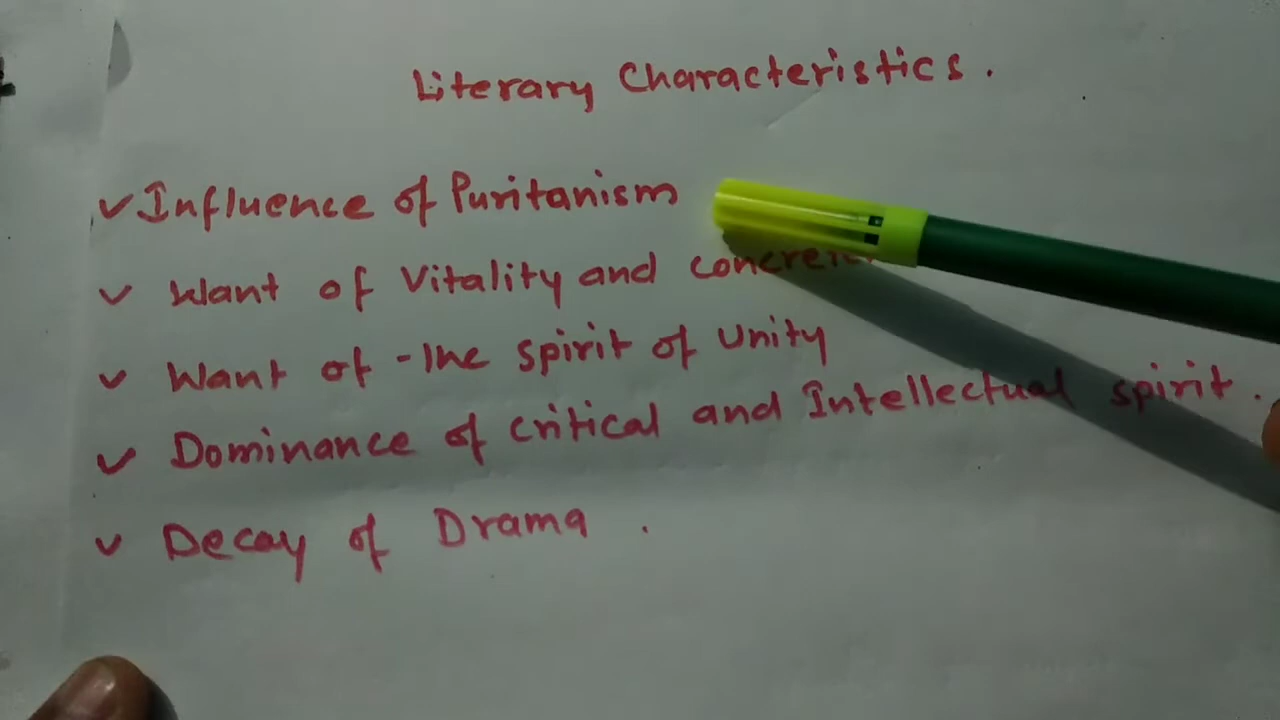 Literary Characteristics.
Influence of Puritanism
Want of Vitality and
Want of the spirit of Unity
Dominance of critical and Intellectual spirit.
Decay of Drama.